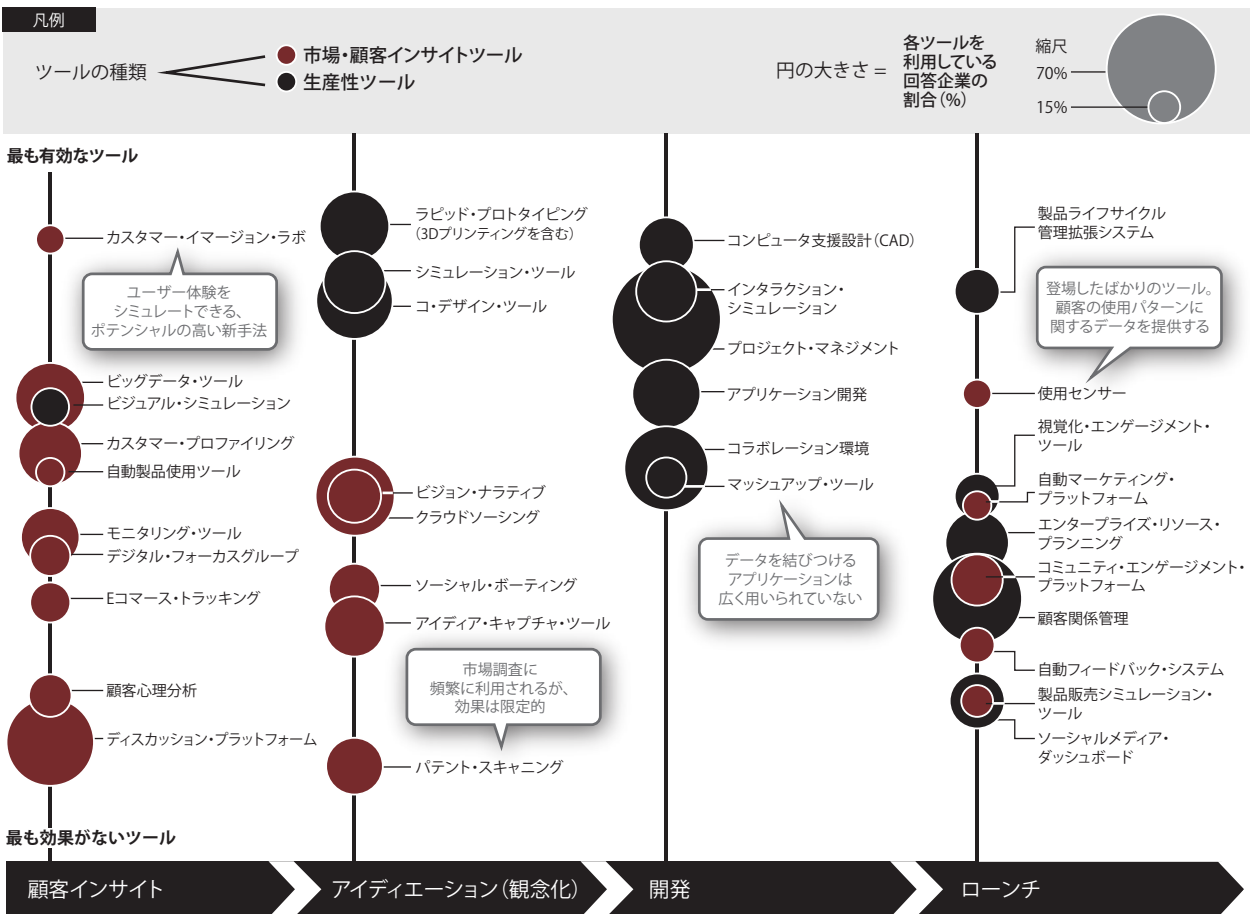 凡例
ツールの種類
市場・顧客インサイトツール
生産性ツール
円の大きさ =
各ツールを
利用している
回答企業の
割合(%)
縮尺
70%
15%
最も有効なツール
カスタマー・イマージョン・ラボ
ユーザー体験を
シミュレートできる、
ポテンシャルの高い新手法
ビッグデータ・ツール
ビジュアル・シミュレーション
カスタマー・プロファイリング
自動製品使用ツール
モニタリング・ツール
デジタル・フォーカスグループ
Eコマース・トラッキング
顧客心理分析
ディスカッション・プラットフォーム
ラピッド・プロトタイピング
(3Dプリンティングを含む)
シミュレーション・ツール
コ・デザイン・ツール
ビジョン・ナラティブ
クラウドソーシング
ソーシャル・ボーティング
アイディア・キャプチャ・ツール
市場調査に
頻繁に利用されるが、
効果は限定的
パテント・スキャニング
コンピュータ支援設計(CAD)
インタラクション・
シミュレーション
プロジェクト・マネジメント
アプリケーション開発
コラボレーション環境
マッシュアップ・ツール
データを結びつける
アプリケーションは
広く用いられていない
製品ライフサイクル
管理拡張システム
登場したばかりのツール。
顧客の使用パターンに
関するデータを提供する
使用センサー
視覚化・エンゲージメント・
ツール
自動マーケティング・
プラットフォーム
エンタープライズ・リソース・
プランニング
コミュニティ・エンゲージメント・
プラットフォーム
顧客関係管理
自動フィードバック・システム
製品販売シミュレーション・
ツール
ソーシャルメディア・
ダッシュボード
最も効果がないツール
顧客インサイト
アイディエーション(観念化)
開発
ローンチ